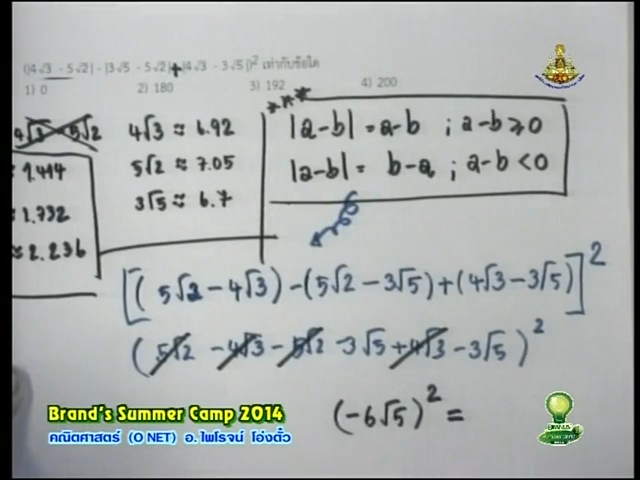 (|4√3 - 5√2| - |3√5 - 5√2| + |4√3 - 3√5|)² เท่ากับข้อใด
1) 0 2) 180 3) 192 4) 200
4√3 5√2
≈ 1.414
≈ 1.732
≈ 2.236
4√3 ≈ 6.92
5√2 ≈ 7.05
3√5 ≈ 6.7
***
|a-b| = a-b ; a-b ≥ 0
|a-b| = b-a ; a-b < 0
[(5√2 - 4√3) - (5√2 - 3√5) + (4√3 - 3√5)]²
(5√2 - 4√3 - 5√2 - 3√5 + 4√3 - 3√5)²
(-6√5)² =
Brand's Summer Camp 2014
คณิตศาสตร์ (O NET) อ.ไพโรจน์ โอ่งตั๋ว